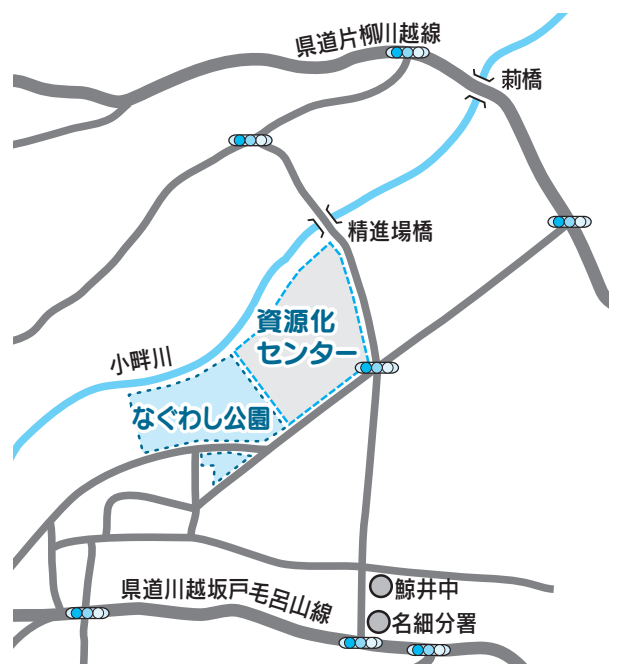 県道片柳川越線
莿橋
精進場橋
資源化
センター
小畔川
なぐわし公園
県道川越坂戸毛呂山線
鯨井中
名細分署